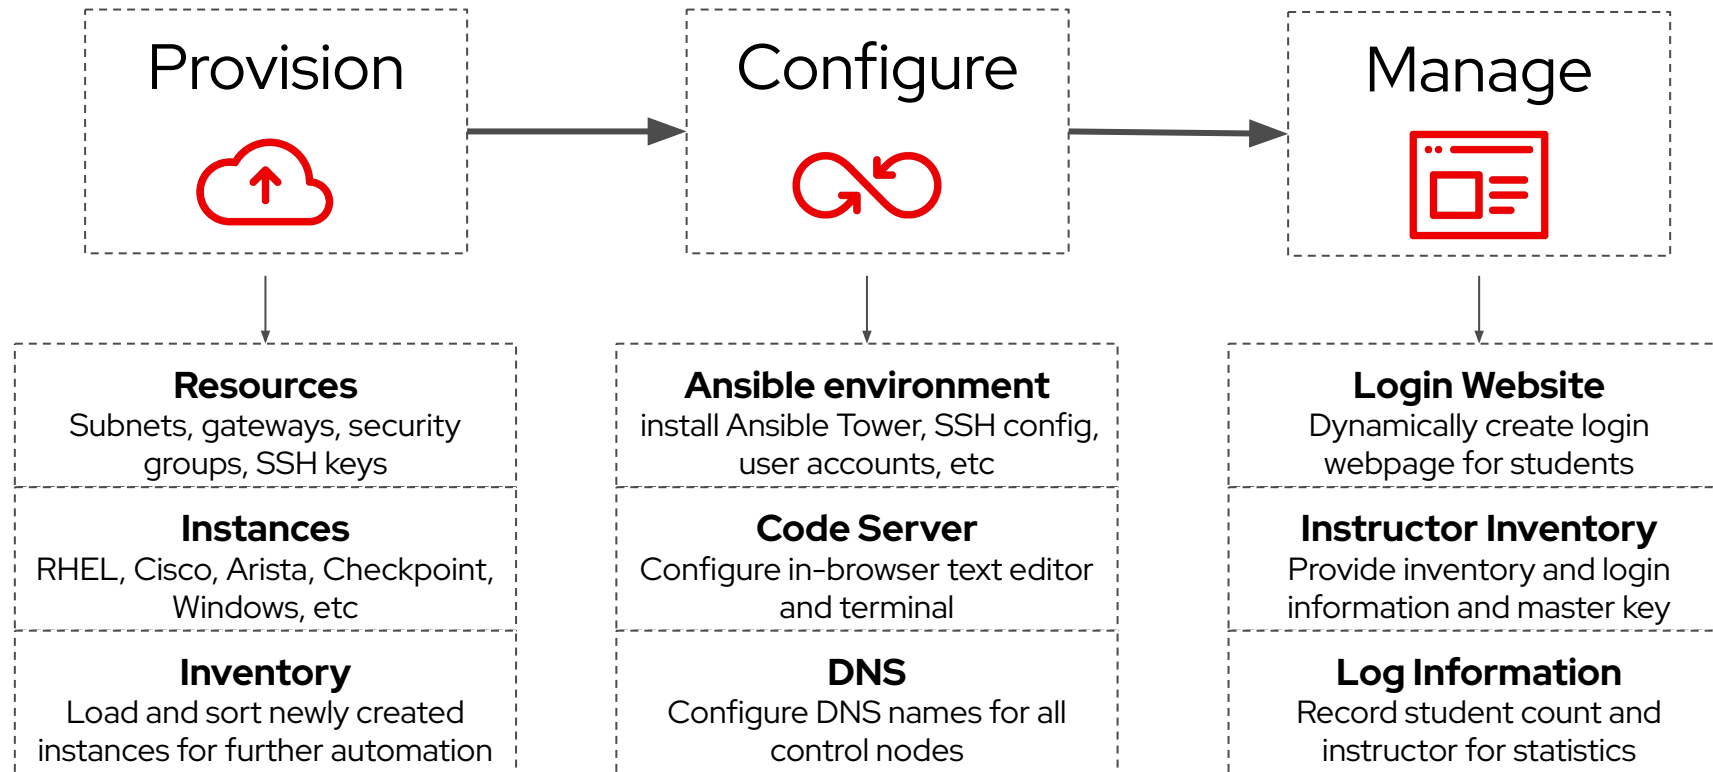 Provision
Configure
Manage
Resources
Subnets, gateways, security
groups, SSH keys
Instances
RHEL, Cisco, Arista, Checkpoint,
Windows, etc
Inventory
Load and sort newly created
instances for further automation
Ansible environment
install Ansible Tower, SSH config,
user accounts, etc
Code Server
Configure in-browser text editor
and terminal
DNS
Configure DNS names for all
control nodes
Login Website
Dynamically create login
webpage for students
Instructor Inventory
Provide inventory and login
information and master key
Log Information
Record student count and
instructor for statistics